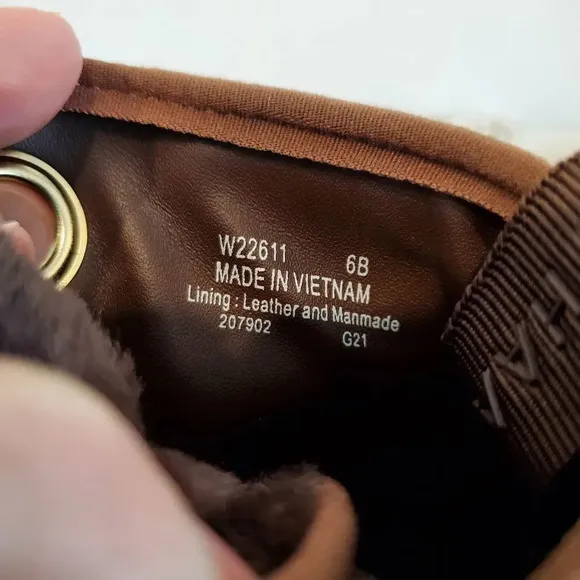 W22611 6B
MADE IN VIETNAM
Lining : Leather and Manmade
207902 G21